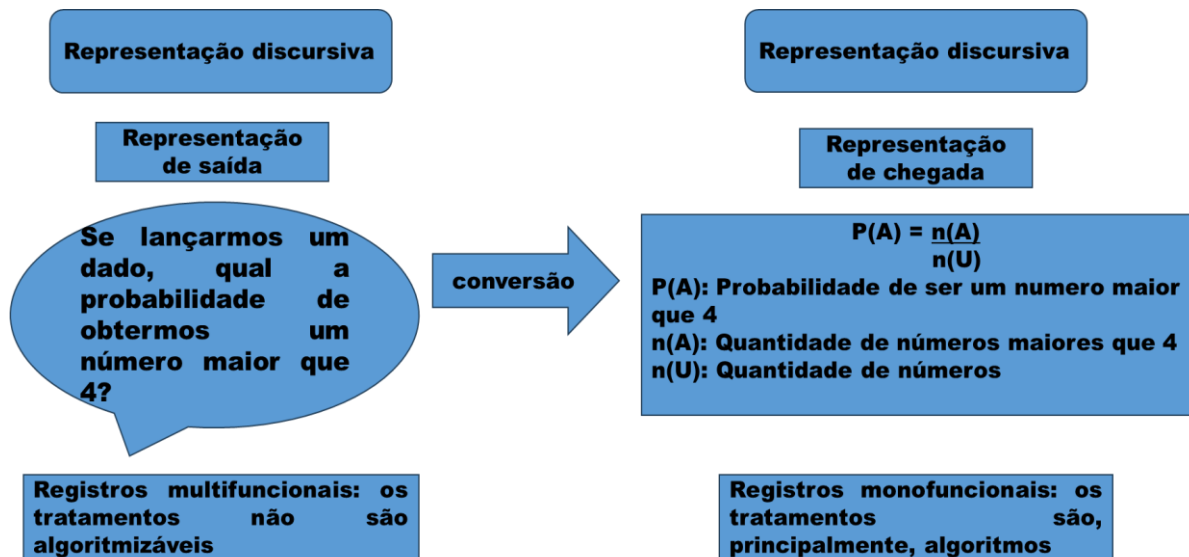 Representação discursiva
Representação
de saída
Se lançarmos um
dado, qual a
probabilidade de
obtermos um
número maior que
4?
Registros multifuncionais: os
tratamentos não são
algoritmizáveis
conversão
Representação discursiva
Representação
de chegada
P(A) = n(A)
n(U)
P(A): Probabilidade de ser um numero maior
que 4
n(A): Quantidade de números maiores que 4
n(U): Quantidade de números
Registros monofuncionais: os
tratamentos são,
principalmente, algoritmos